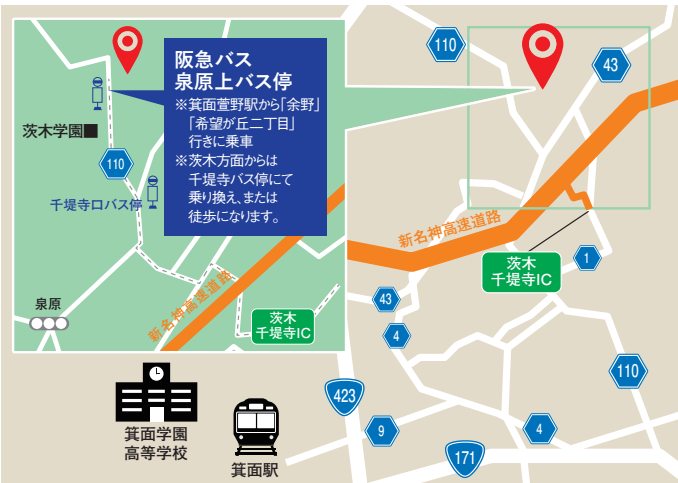 阪急バス
泉原上バス停
※箕面萱野駅から「余野」
「希望が丘二丁目」
行きに乗車
※茨木方面からは
千提寺バス停にて
乗り換え、または
徒歩になります。
茨木学園
110
千堤寺口バス停
泉原
新名神高速道路
茨木
千堤寺IC
110
43
新名神高速道路
茨木
千堤寺IC
1
43
4
110
423
9
4
171
箕面学園
高等学校
箕面駅